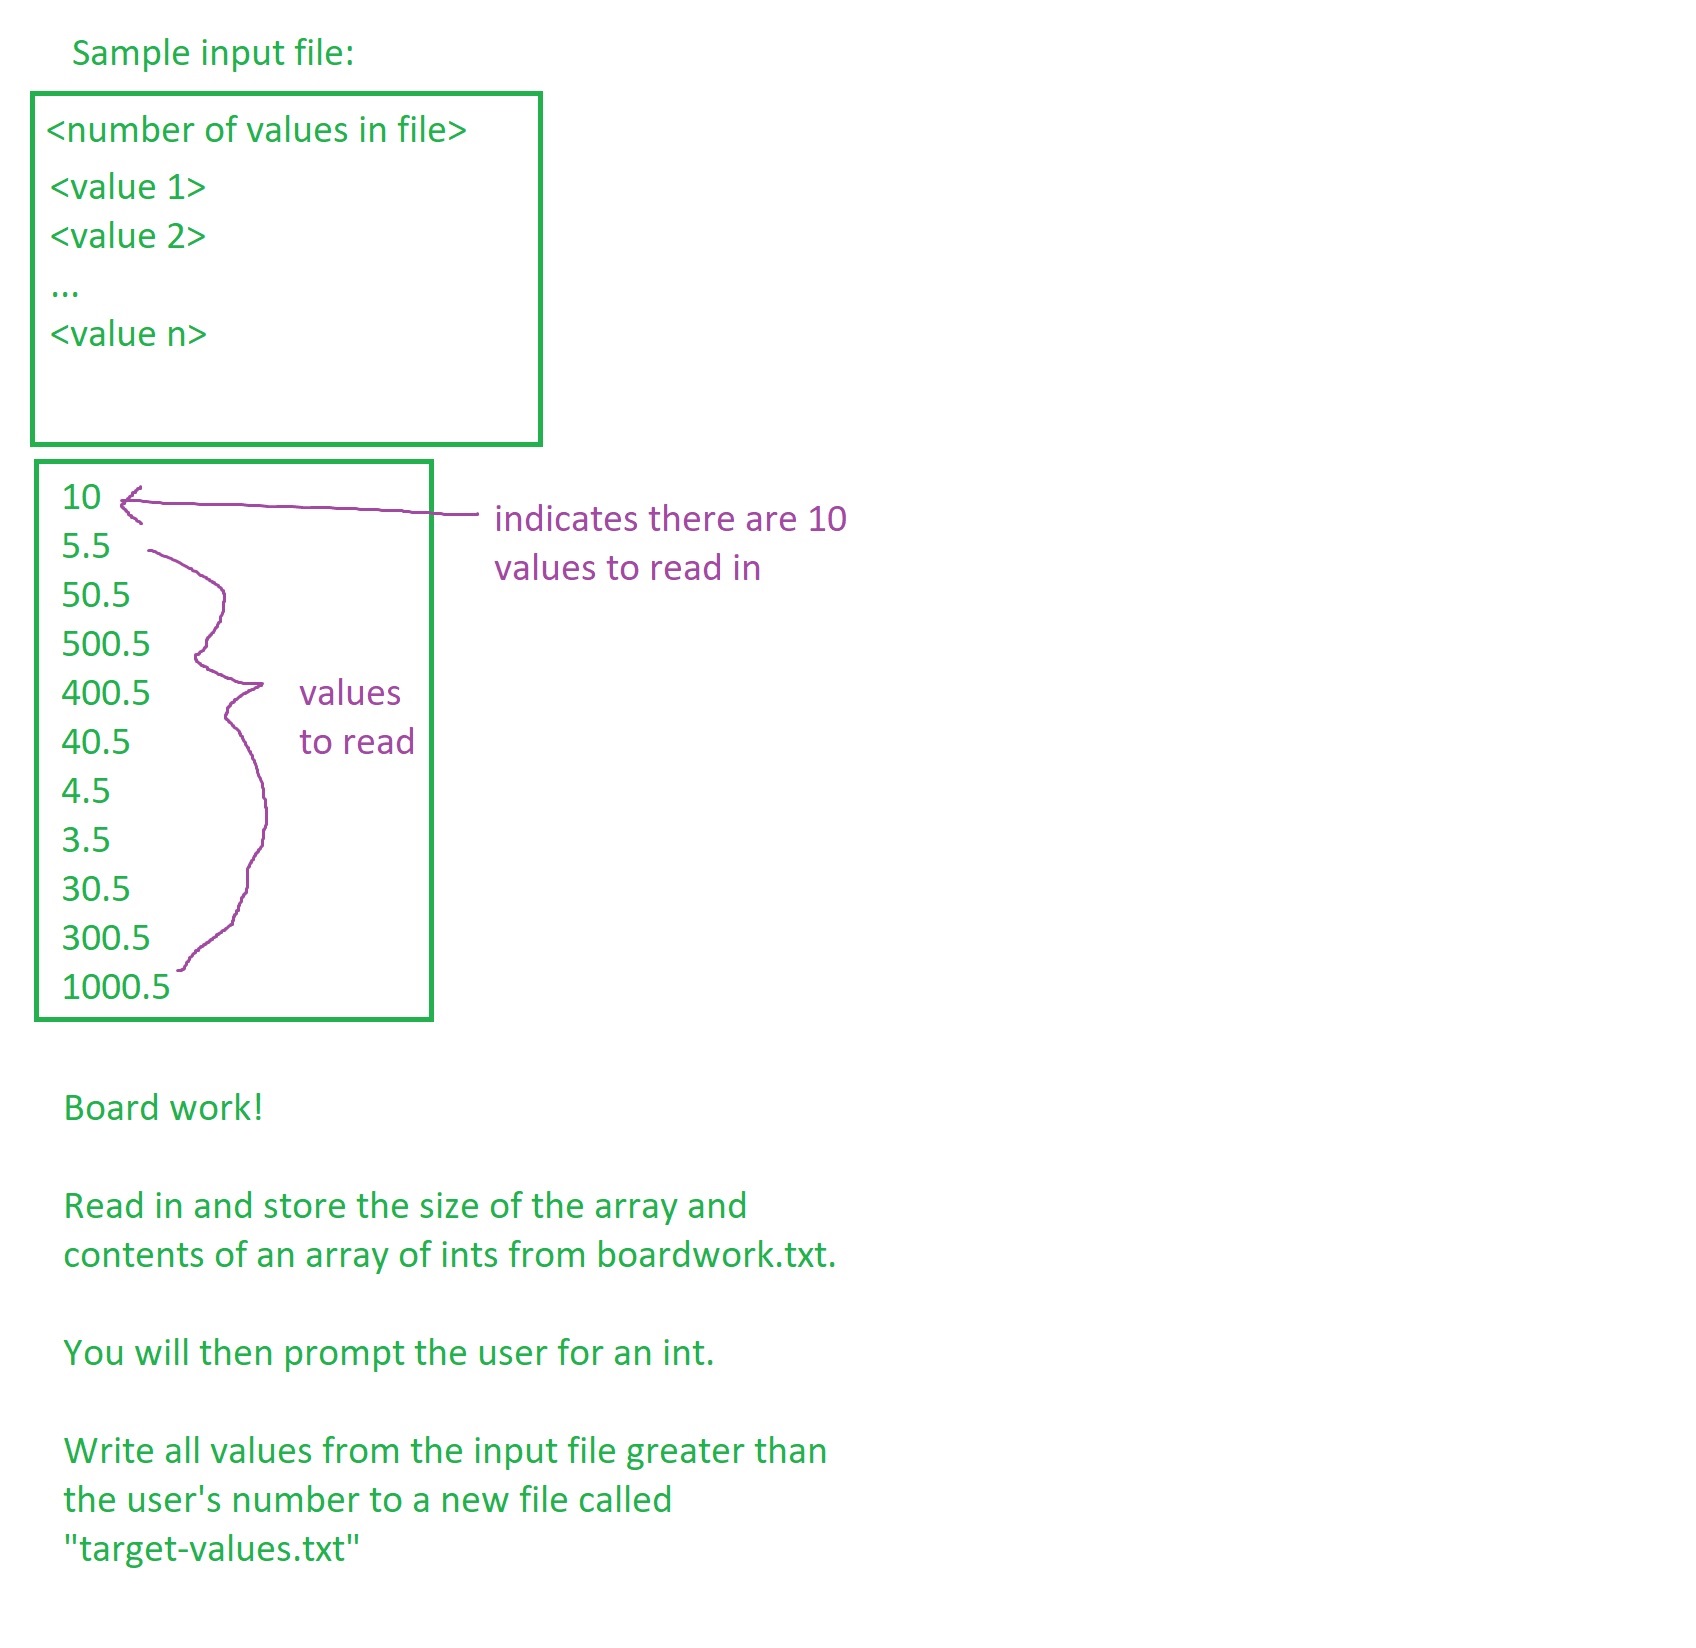 Sample input file:
<number of values in file>
<value 1>
<value 2>
...
<value n>
10
indicates there are 10
values to read in
5.5
50.5
500.5
400.5
40.5
4.5
3.5
30.5
300.5
1000.5
values
to read
Board work!
Read in and store the size of the array and
contents of an array of ints from boardwork.txt.
You will then prompt the user for an int.
Write all values from the input file greater than
the user's number to a new file called
"target-values.txt"